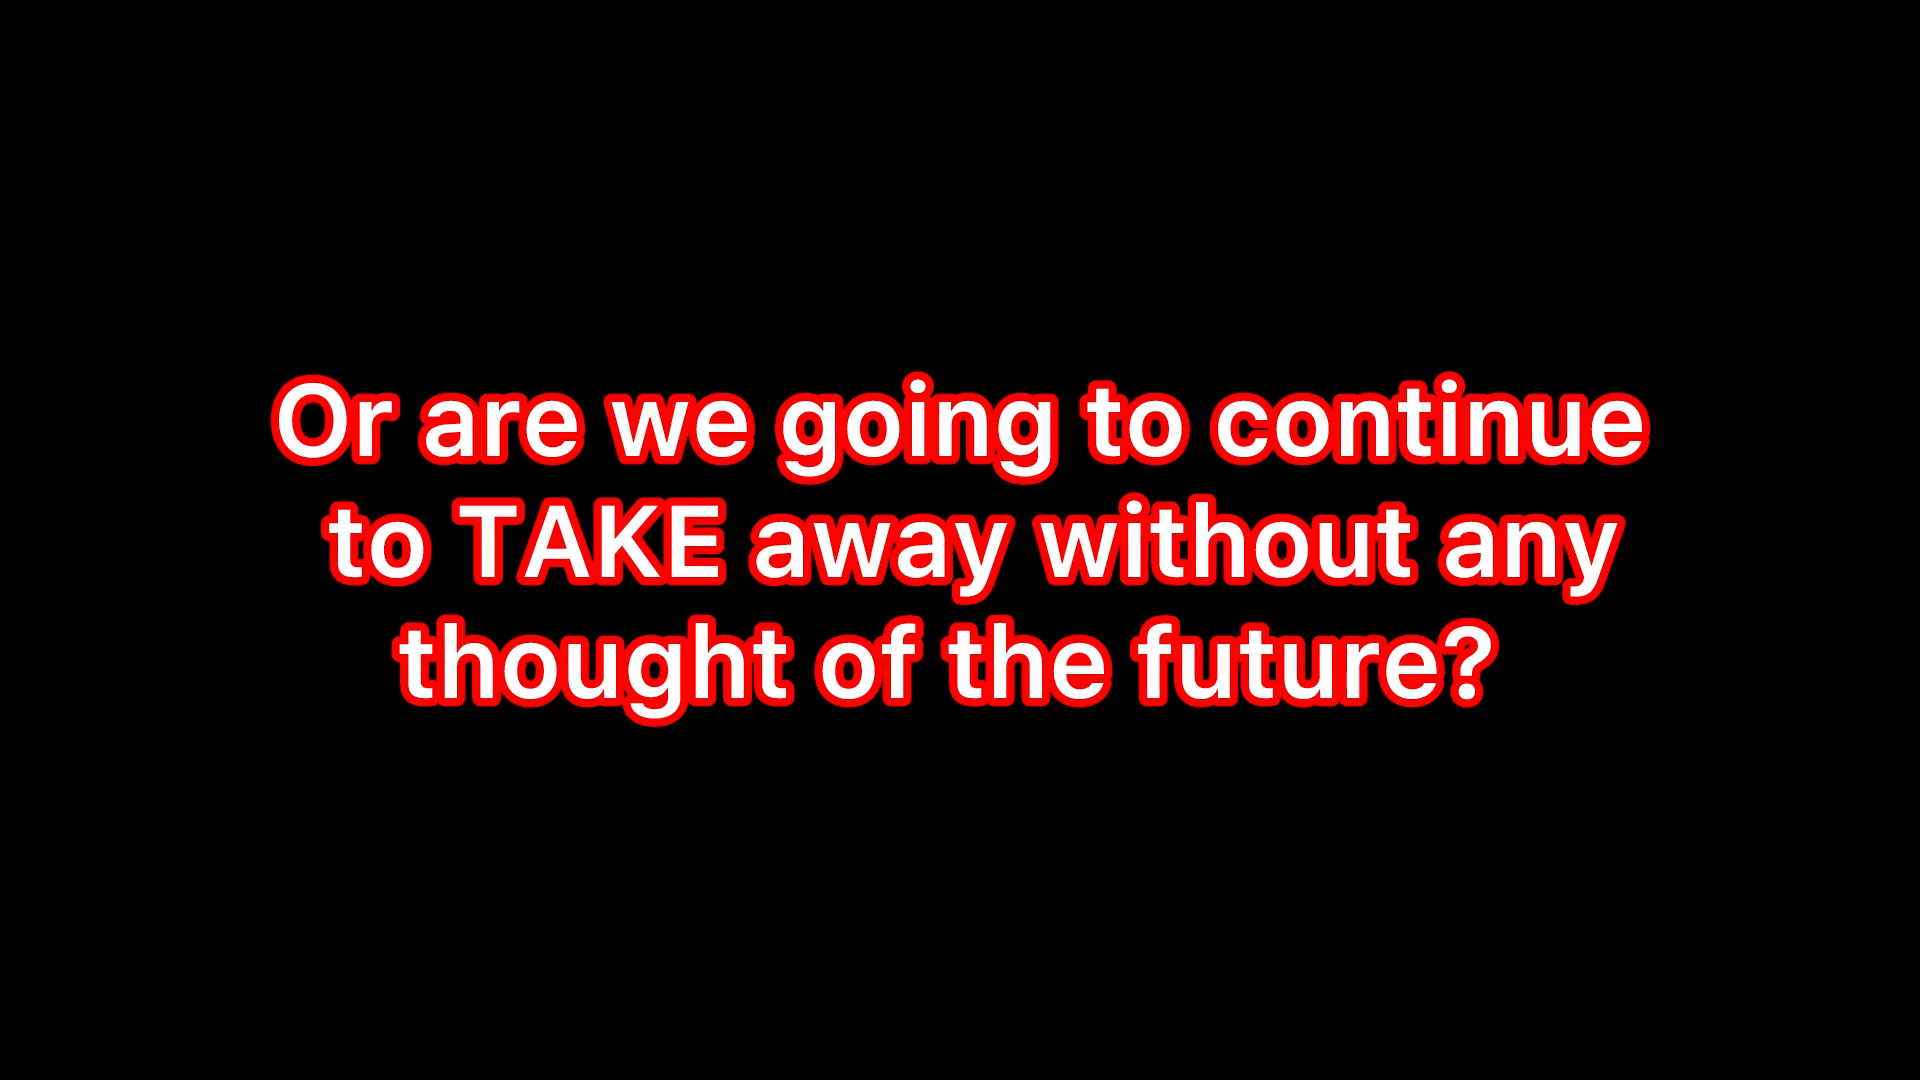 Or are we going to continue
to TAKE away without any
thought of the future?